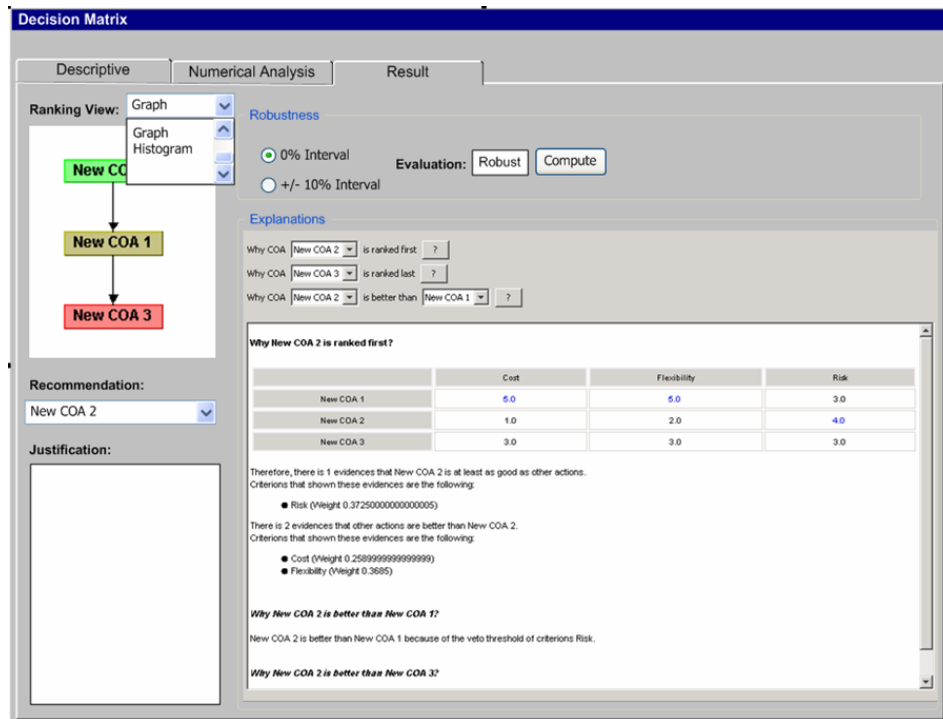 Decision Matrix
Descriptive
Numerical Analysis
Result
Ranking View:
Graph
Graph
Histogram
New CO
New COA 1
New COA 3
Recommendation:
New COA 2
Justification:
Robustness
0% Interval
+/- 10% Interval
Evaluation:
Robust
Compute
Explanations
Why COA New COA 2 is ranked first ?
Why COA New COA 3 is ranked last ?
Why COA New COA 2 is better than New COA 1 ?
Why New COA 2 is ranked first?
Cost Flexibility Risk
New COA 1 5.0 5.0 3.0
New COA 2 1.0 2.0 4.0
New COA 3 3.0 3.0 3.0
Therefore, there is 1 evidences that New COA 2 is at least as good as other actions.
Criterions that shown these evidences are the following:
Risk (Weight 0.37250000000000005)
There is 2 evidences that other actions are better than New COA 2.
Criterions that shown these evidences are the following:
Cost (Weight 0.2589999999999999)
Flexibility (Weight 0.3685)
Why New COA 2 is better than New COA 1?
New COA 2 is better than New COA 1 because of the veto threshold of criterions Risk.
Why New COA 2 is better than New COA 3?